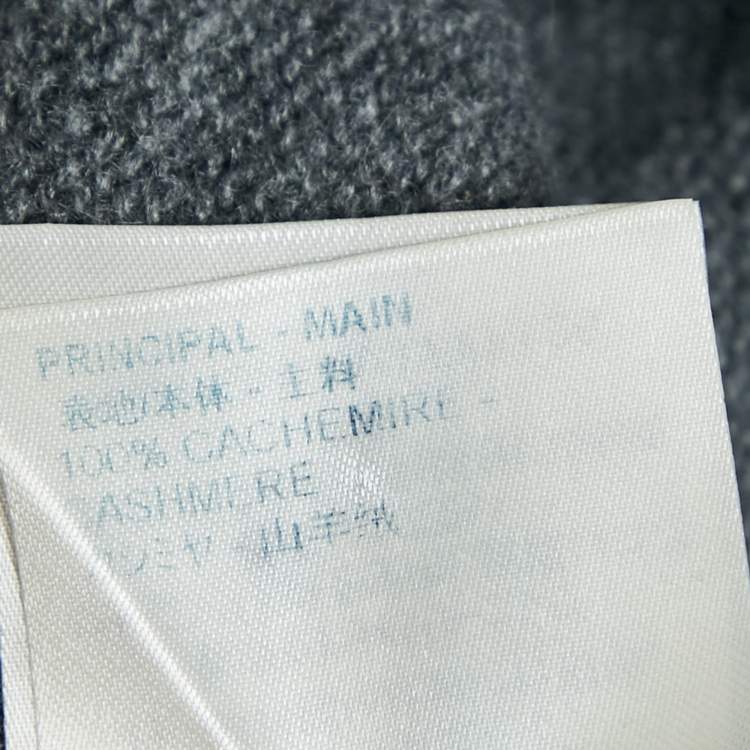 PRINCIPAL - MAIN
表地/本体 - 主料
100% CACHEMIRE -
CASHMERE
カシミヤ - 山羊绒